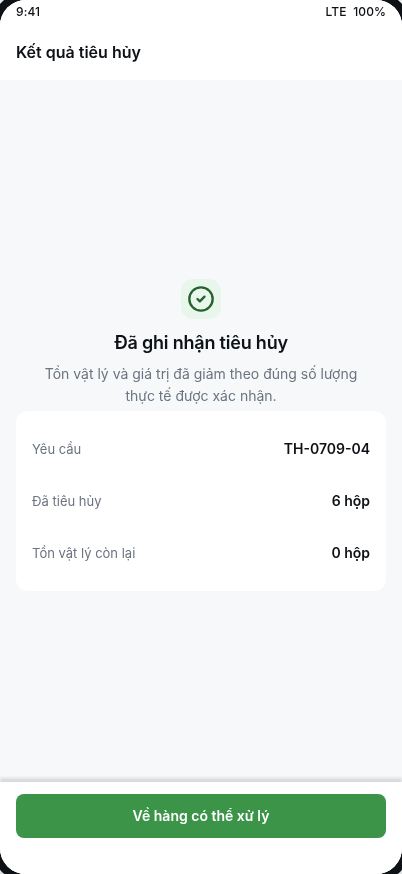 9:41
LTE 100%
Kết quả tiêu hủy
Đã ghi nhận tiêu hủy
Tồn vật lý và giá trị đã giảm theo đúng số lượng
thực tế được xác nhận.
Yêu cầu
TH-0709-04
Đã tiêu hủy
6 hộp
Tồn vật lý còn lại
0 hộp
Về hàng có thể xử lý